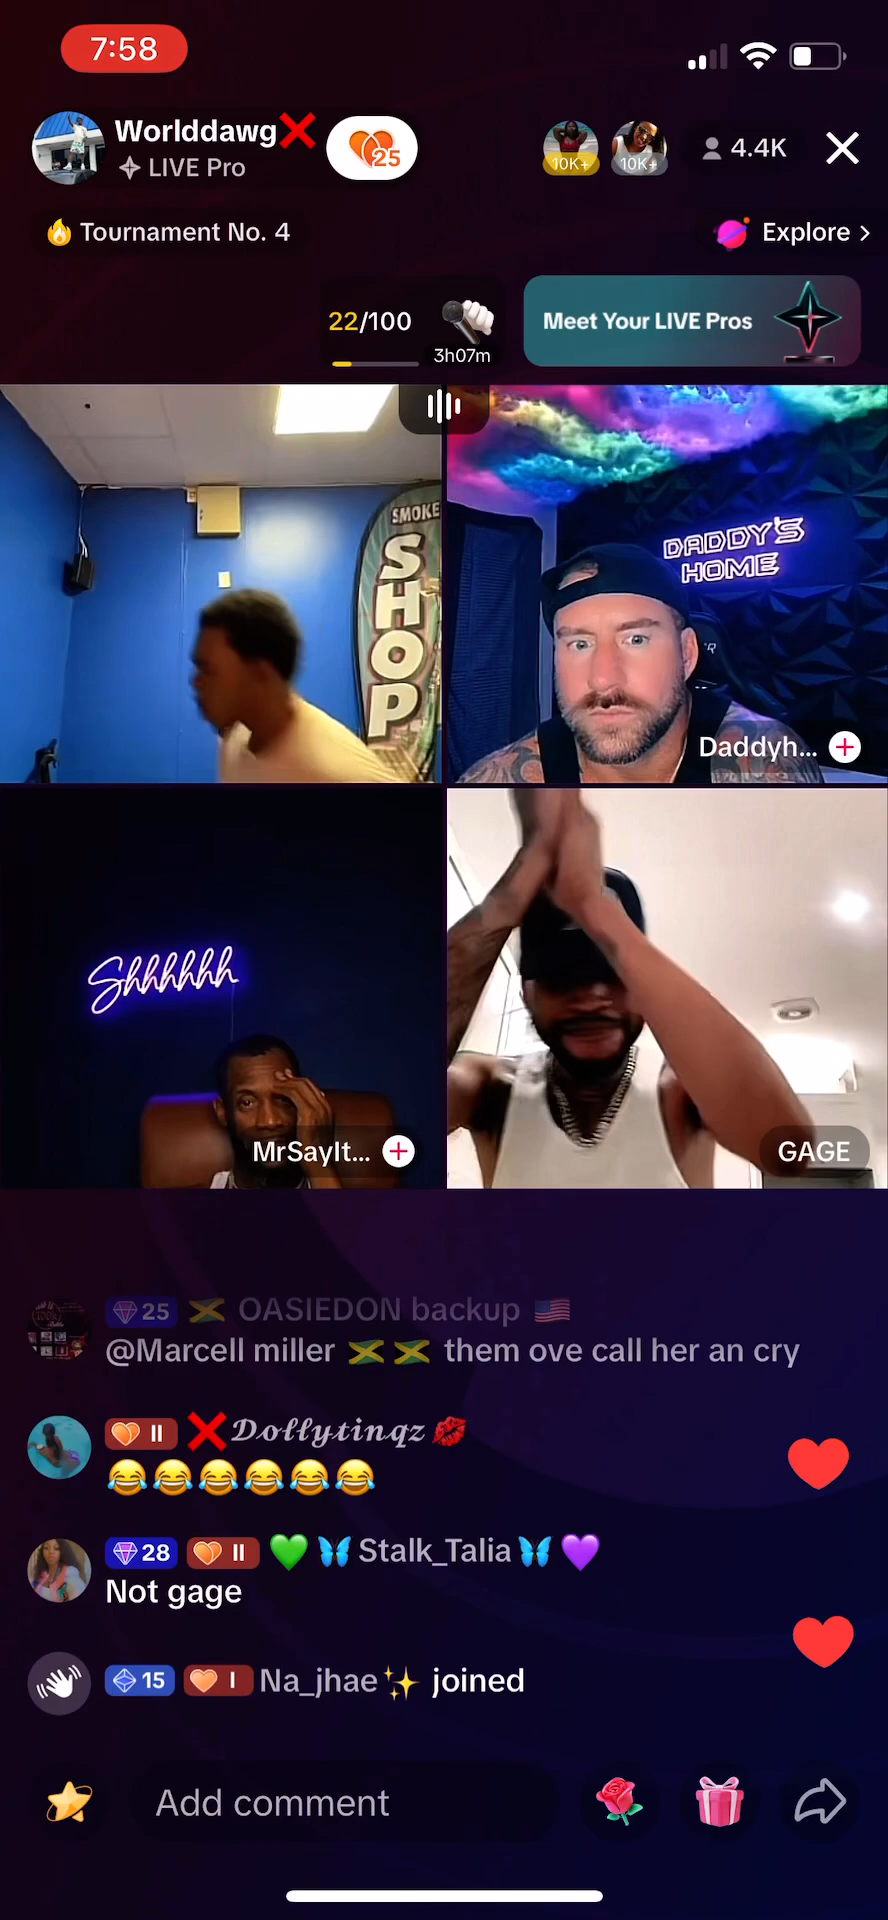 7:58
Worlddawg❌
LIVE Pro
25
10K+
10K+
4.4K
Tournament No. 4
Explore >
22/100
3h07m
Meet Your LIVE Pros
SMOKE
SHOP
DADDY'S
HOME
Daddyh...
Shhhhhh
MrSayIt...
GAGE
25 🇯🇲 OASIEDON backup 🇺🇸
@Marcell miller 🇯🇲 🇯🇲 them ove call her an cry
II ❌𝓓𝓸𝓵𝓵𝔂𝓽𝓲𝓷𝓺𝔃 💋
😂😂😂😂😂😂
28 II 💚 🦋 Stalk_Talia 🦋 💜
Not gage
15 I Na_jhae✨ joined
Add comment